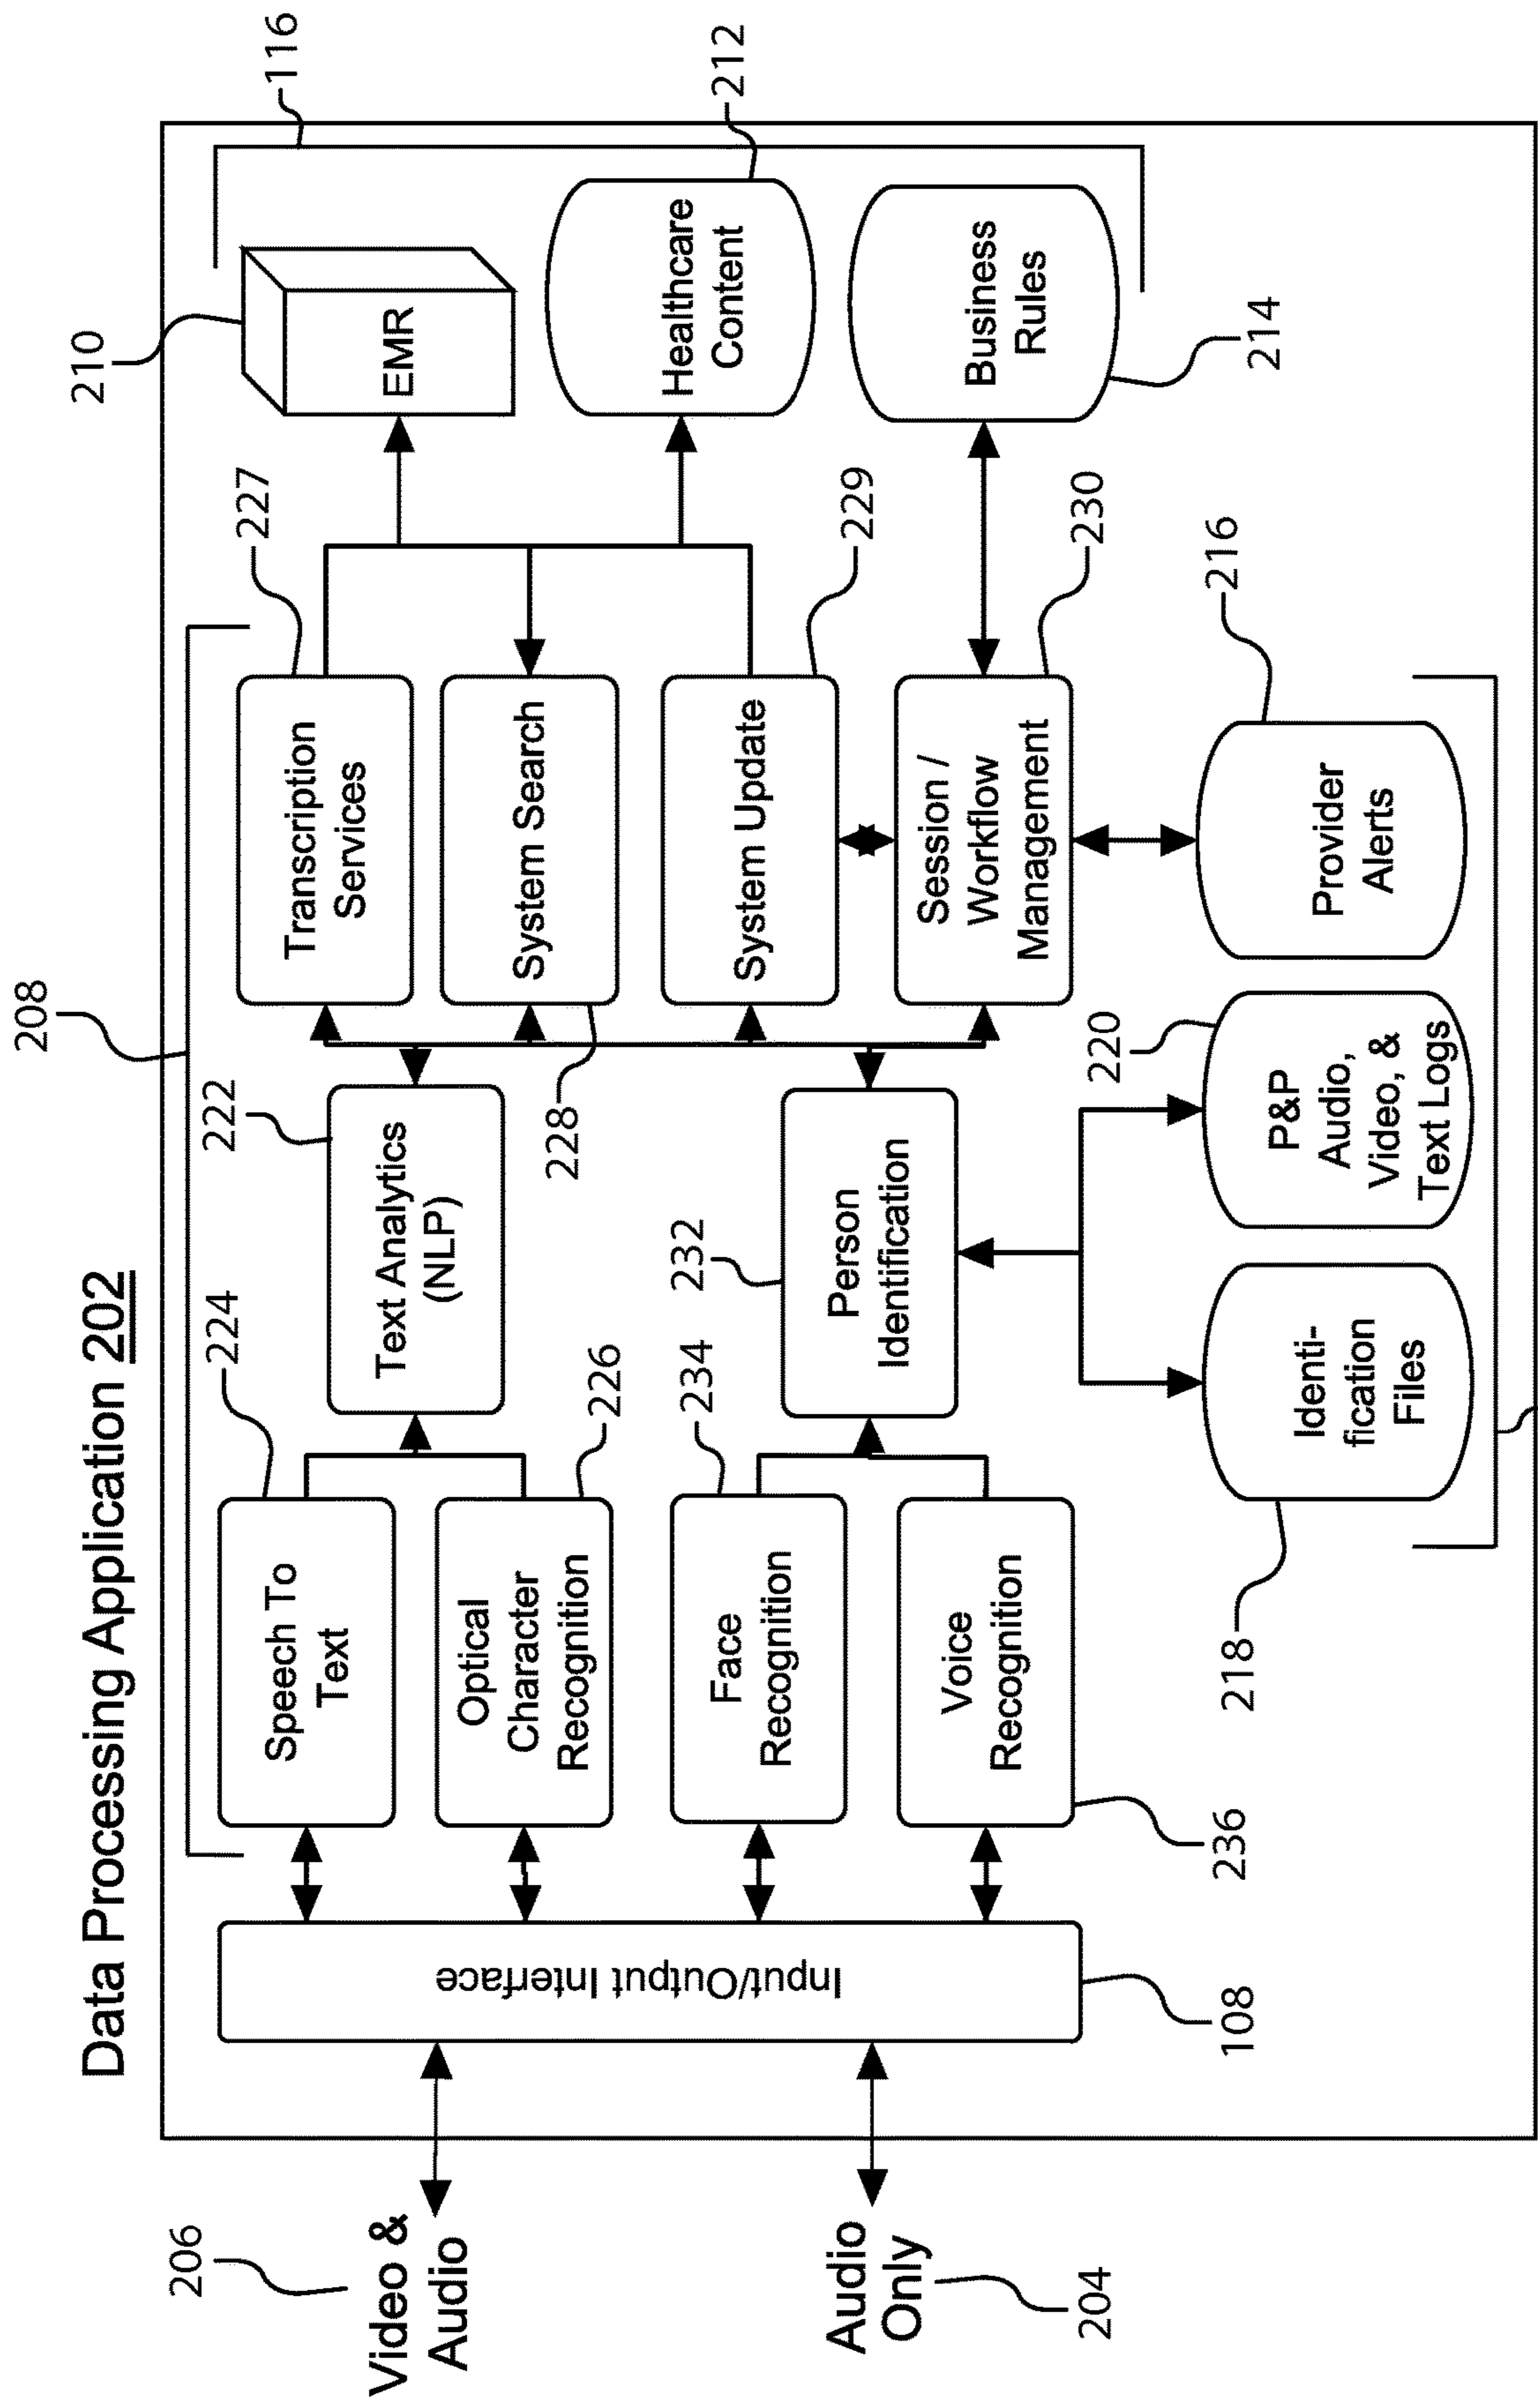 Data Processing Application 202
208
116
206
Video &
Audio
204
Audio
Only
108
Input/Output Interface
224
Speech To
Text
226
Optical
Character
Recognition
234
Face
Recognition
236
Voice
Recognition
222
Text Analytics
(NLP)
232
Person
Identification
227
Transcription
Services
228
System Search
229
System Update
230
Session /
Workflow
Management
210
EMR
212
Healthcare
Content
214
Business
Rules
218
Identi-
fication
Files
220
P&P
Audio,
Video, &
Text Logs
216
Provider
Alerts